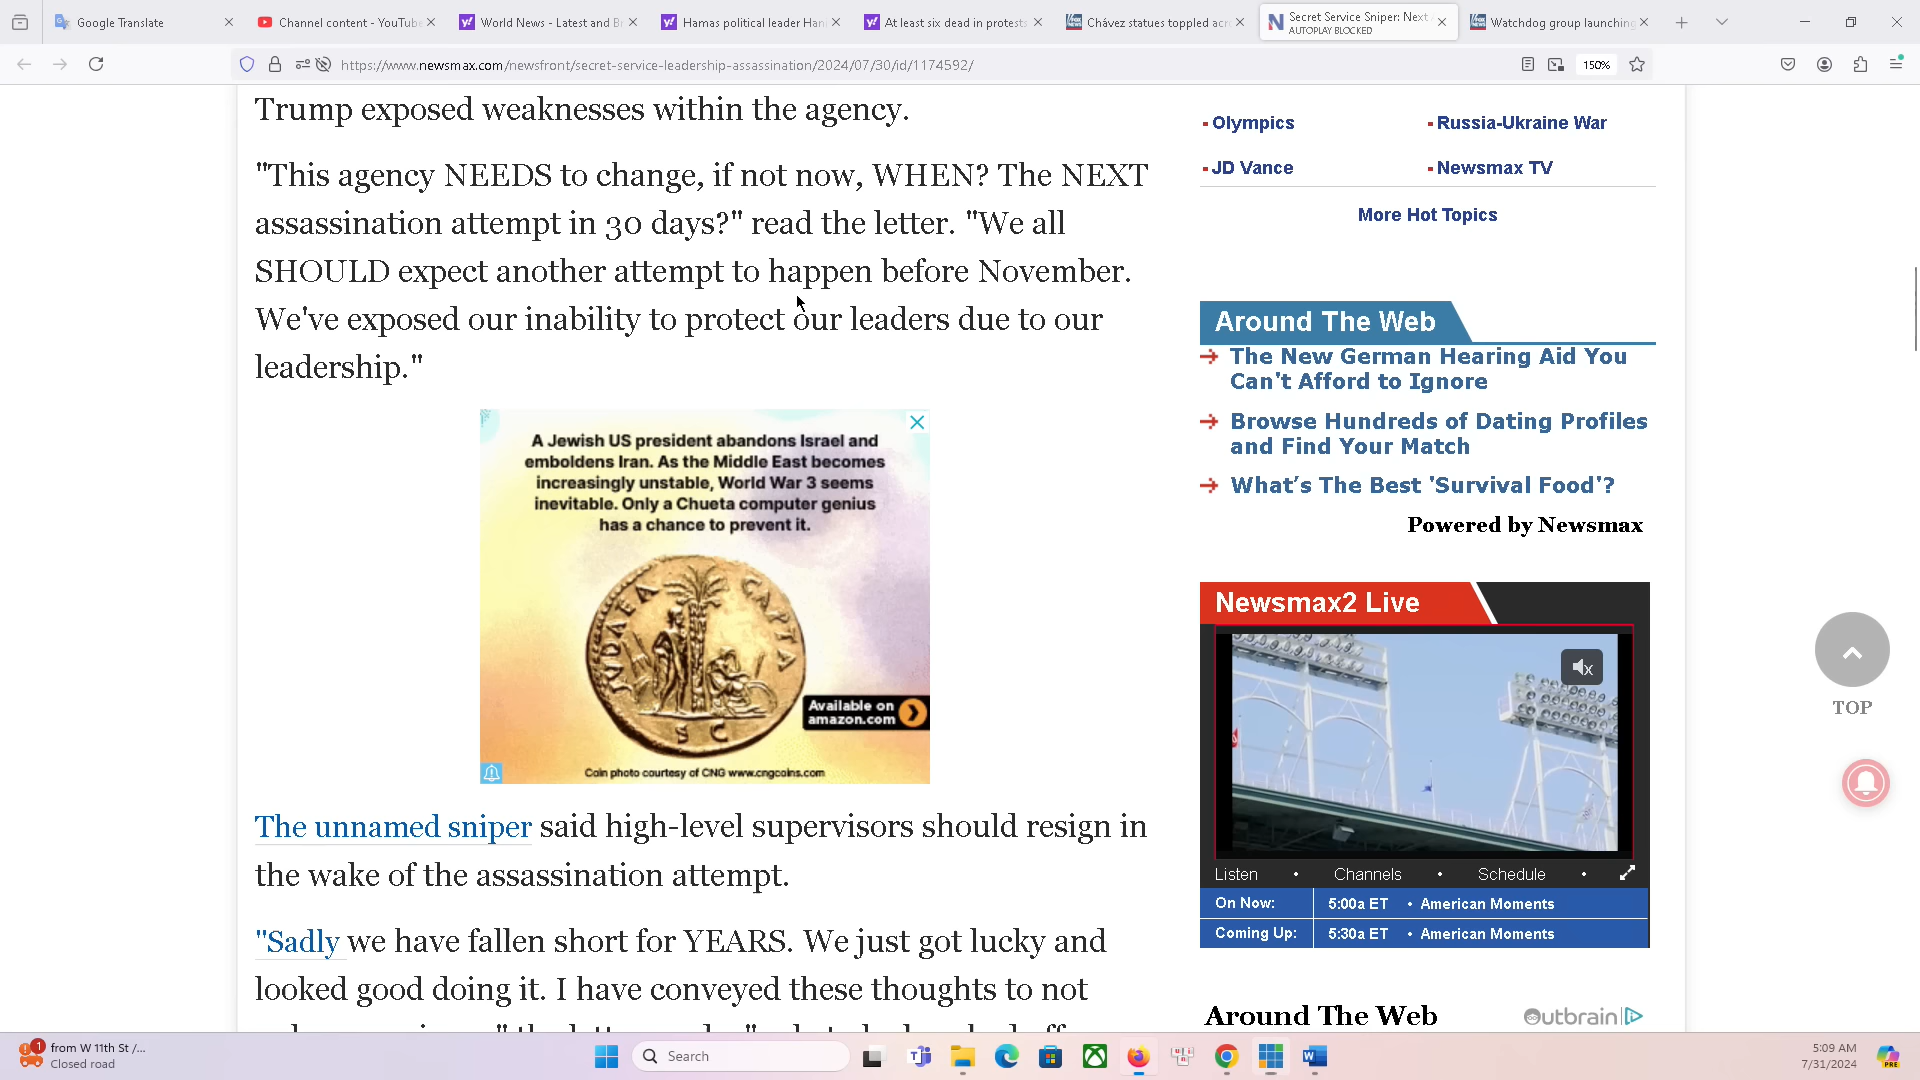 Google Translate
Channel content - YouTube
World News - Latest and Br
Hamas political leader Hani
At least six dead in protests
Chávez statues toppled acr
Secret Service Sniper: Next
AUTOPLAY BLOCKED
Watchdog group launching
https://www.newsmax.com/newsfront/secret-service-leadership-assassination/2024/07/30/id/1174592/
150%
Trump exposed weaknesses within the agency.
"This agency NEEDS to change, if not now, WHEN? The NEXT
assassination attempt in 30 days?" read the letter. "We all
SHOULD expect another attempt to happen before November.
We've exposed our inability to protect our leaders due to our
leadership."
A Jewish US president abandons Israel and
emboldens Iran. As the Middle East becomes
increasingly unstable, World War 3 seems
inevitable. Only a Chueta computer genius
has a chance to prevent it.
IVDAEA CAPTA
S C
Available on
amazon.com
Coin photo courtesy of CNG www.cngcoins.com
The unnamed sniper said high-level supervisors should resign in
the wake of the assassination attempt.
"Sadly we have fallen short for YEARS. We just got lucky and
looked good doing it. I have conveyed these thoughts to not
Olympics
Russia-Ukraine War
JD Vance
Newsmax TV
More Hot Topics
Around The Web
The New German Hearing Aid You
Can't Afford to Ignore
Browse Hundreds of Dating Profiles
and Find Your Match
What's The Best 'Survival Food'?
Powered by Newsmax
Newsmax2 Live
Listen • Channels • Schedule •
On Now: 5:00a ET • American Moments
Coming Up: 5:30a ET • American Moments
Around The Web
Outbrain
TOP
1
from W 11th St /...
Closed road
Search
5:09 AM
7/31/2024
PRE